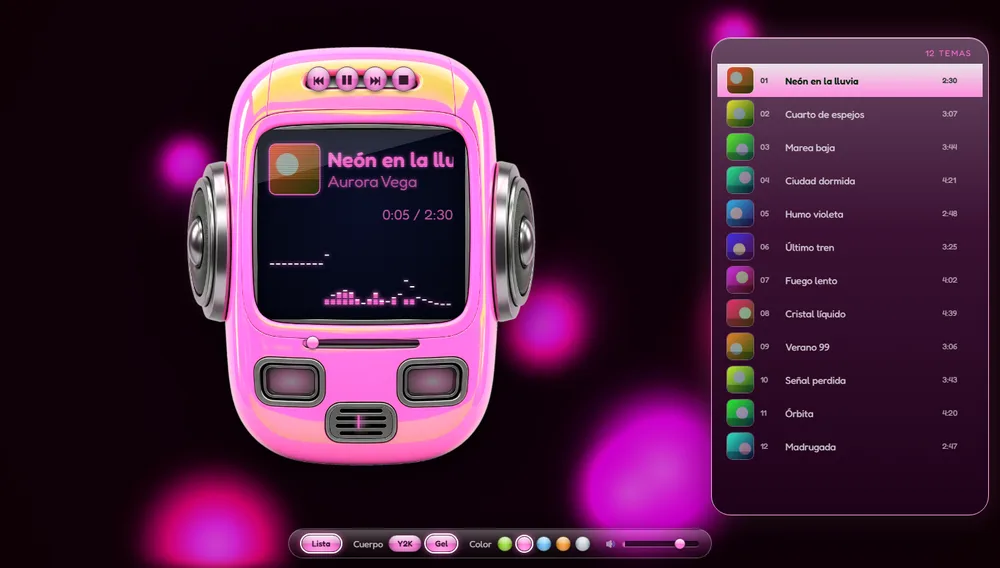 Neón en la llu
Aurora Vega
0:05 / 2:30
12 TEMAS
01 Neón en la lluvia 2:30
02 Cuarto de espejos 3:07
03 Marea baja 3:44
04 Ciudad dormida 4:21
05 Humo violeta 2:48
06 Último tren 3:25
07 Fuego lento 4:02
08 Cristal líquido 4:39
09 Verano 99 3:06
10 Señal perdida 3:43
11 Órbita 4:20
12 Madrugada 2:47
Lista Cuerpo Y2K Gel Color